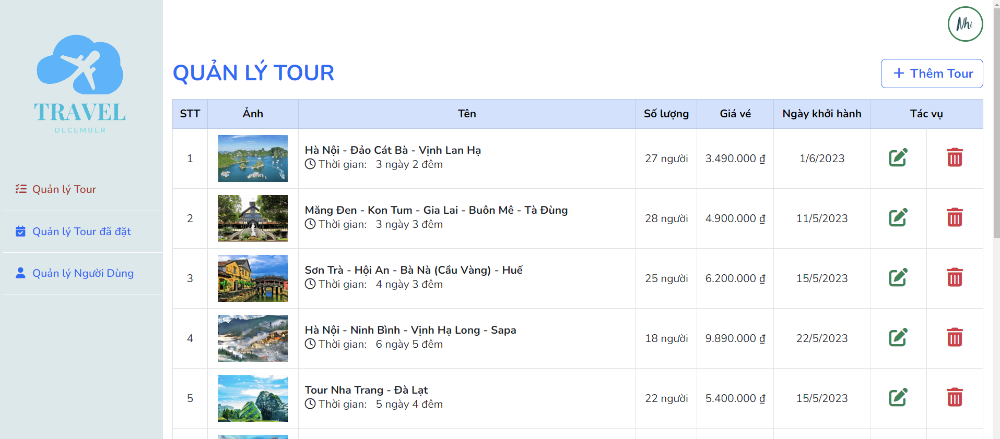 Nhi
TRAVEL
DECEMBER
Quản lý Tour
Quản lý Tour đã đặt
Quản lý Người Dùng
QUẢN LÝ TOUR
Thêm Tour
STT Ảnh Tên Số lượng Giá vé Ngày khởi hành Tác vụ
1 Hà Nội - Đảo Cát Bà - Vịnh Lan Hạ 27 người 3.490.000 ₫ 1/6/2023
Thời gian: 3 ngày 2 đêm
2 Măng Đen - Kon Tum - Gia Lai - Buôn Mê - Tà Đùng 28 người 4.900.000 ₫ 11/5/2023
Thời gian: 3 ngày 3 đêm
3 Sơn Trà - Hội An - Bà Nà (Cầu Vàng) - Huế 25 người 6.200.000 ₫ 15/5/2023
Thời gian: 4 ngày 3 đêm
4 Hà Nội - Ninh Bình - Vịnh Hạ Long - Sapa 18 người 9.890.000 ₫ 22/5/2023
Thời gian: 6 ngày 5 đêm
5 Tour Nha Trang - Đà Lạt 22 người 5.400.000 ₫ 15/5/2023
Thời gian: 5 ngày 4 đêm